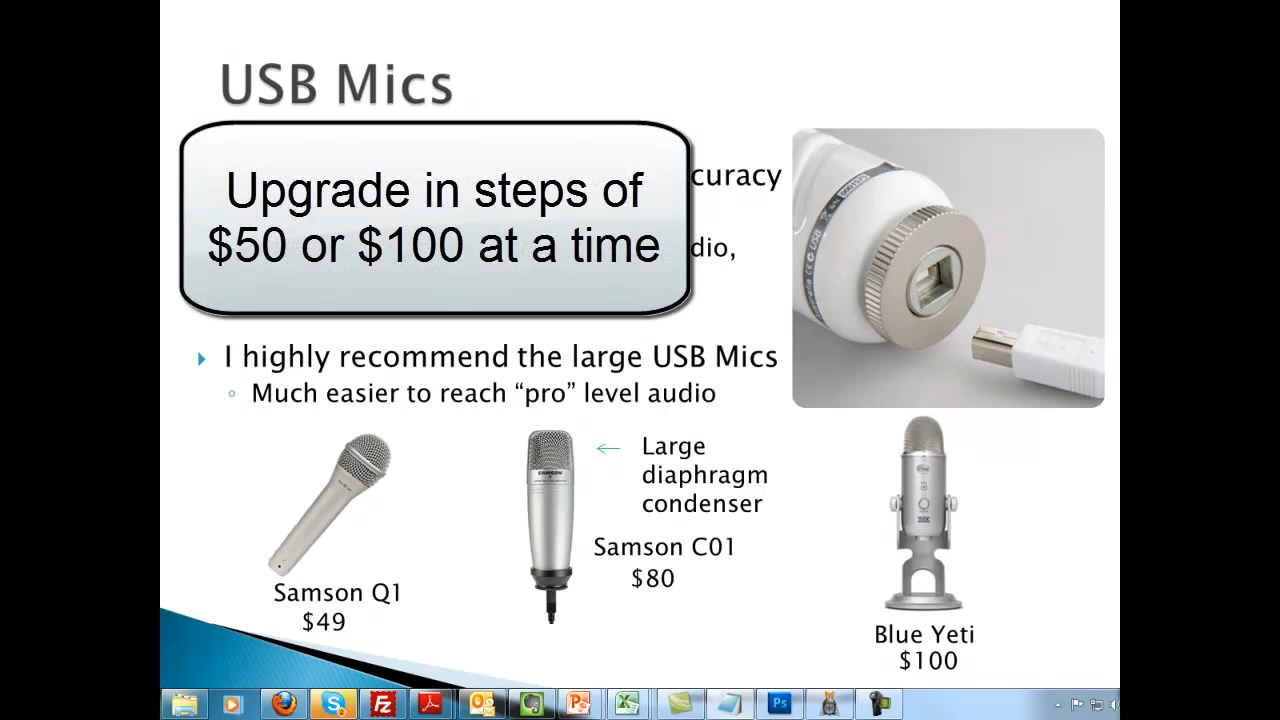 USB Mics
Upgrade in steps of
$50 or $100 at a time
curacy
dio,
I highly recommend the large USB Mics
Much easier to reach “pro” level audio
← Large
diaphragm
condenser
SAMSON
Samson Q1
$49
Samson C01
$80
Blue Yeti
$100
USB